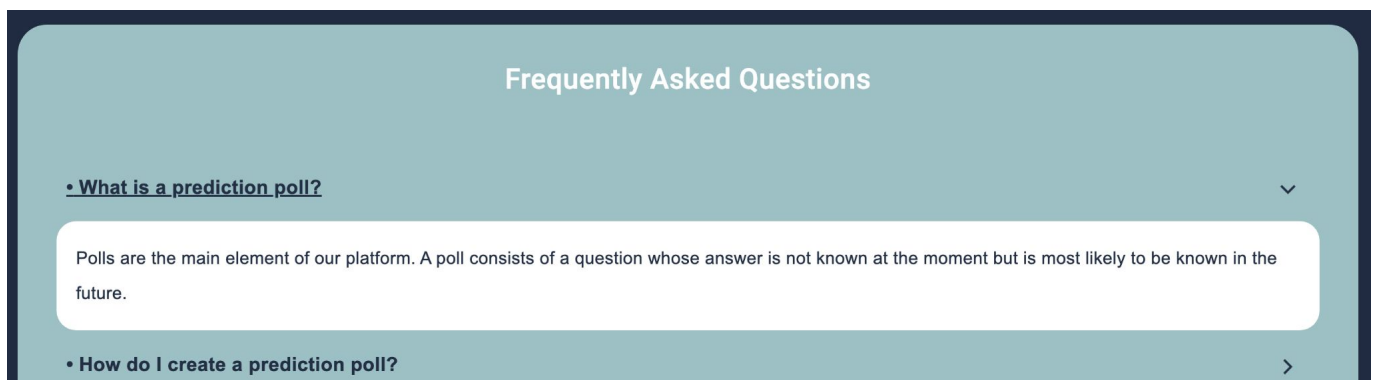 Frequently Asked Questions
• What is a prediction poll?
Polls are the main element of our platform. A poll consists of a question whose answer is not known at the moment but is most likely to be known in the
future.
• How do I create a prediction poll?